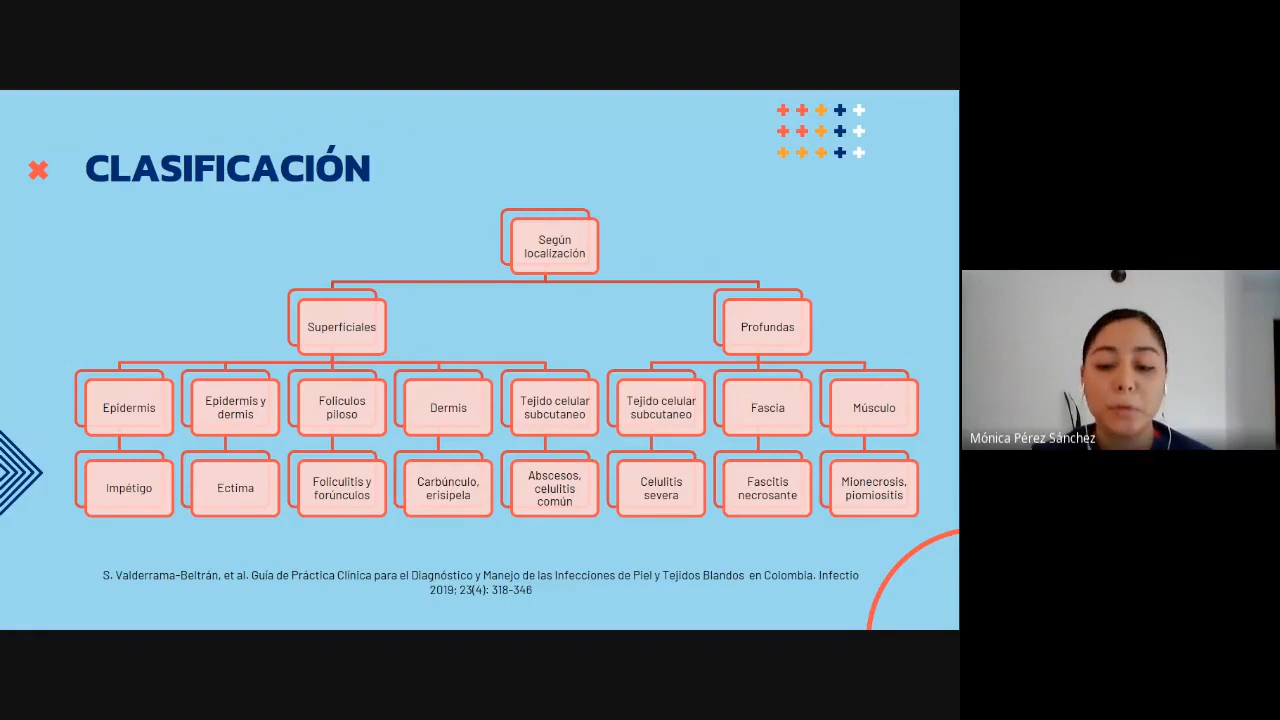 CLASIFICACIÓN
Según
localización
Superficiales
Profundas
Epidermis
Epidermis y
dermis
Foliculos
piloso
Dermis
Tejido celular
subcutaneo
Tejido celular
subcutaneo
Fascia
Músculo
Impétigo
Ectima
Foliculitis y
forúnculos
Carbúnculo,
erisipela
Abscesos,
celulitis
común
Celulitis
severa
Fascitis
necrosante
Mionecrosis,
piomiositis
S. Valderrama-Beltrán, et al. Guía de Práctica Clínica para el Diagnóstico y Manejo de las Infecciones de Piel y Tejidos Blandos en Colombia. Infectio
2019; 23(4): 318-346
Mónica Pérez Sánchez